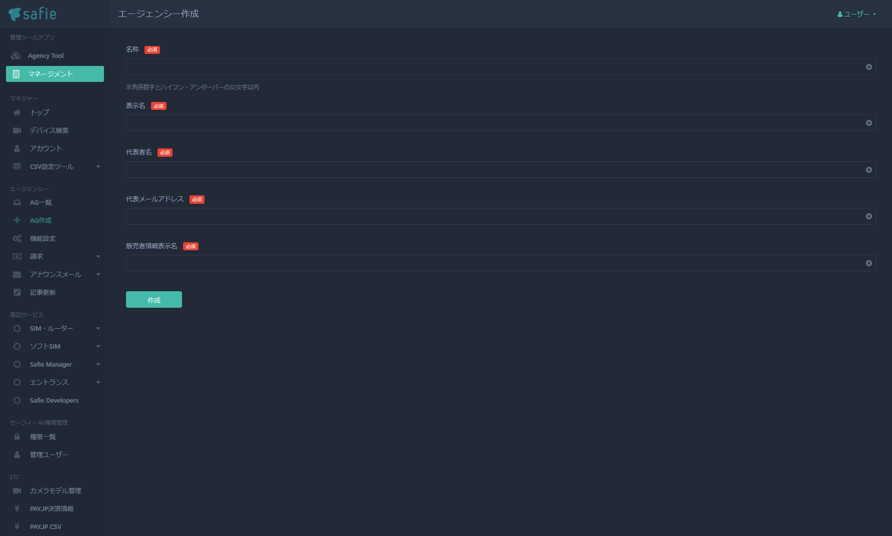 safie
エージェンシー作成
ユーザー
管理ツールアプリ
Agency Tool
マネージメント
マネジャー
トップ
デバイス検索
アカウント
CSV設定ツール
エージェンシー
AG一覧
AG作成
機能設定
請求
アナウンスメール
記事更新
周辺サービス
SIM・ルーター
ソフトSIM
Safie Manager
エントランス
Safie Developers
セーフィーAG権限管理
権限一覧
管理ユーザー
ETC
カメラモデル管理
PAY.JP決済情報
PAY.JP CSV
名称 必須
半角英数字とハイフン・アンダーバーの32文字以内
表示名 必須
代表者名 必須
代表メールアドレス 必須
販売者情報表示名 必須
作成